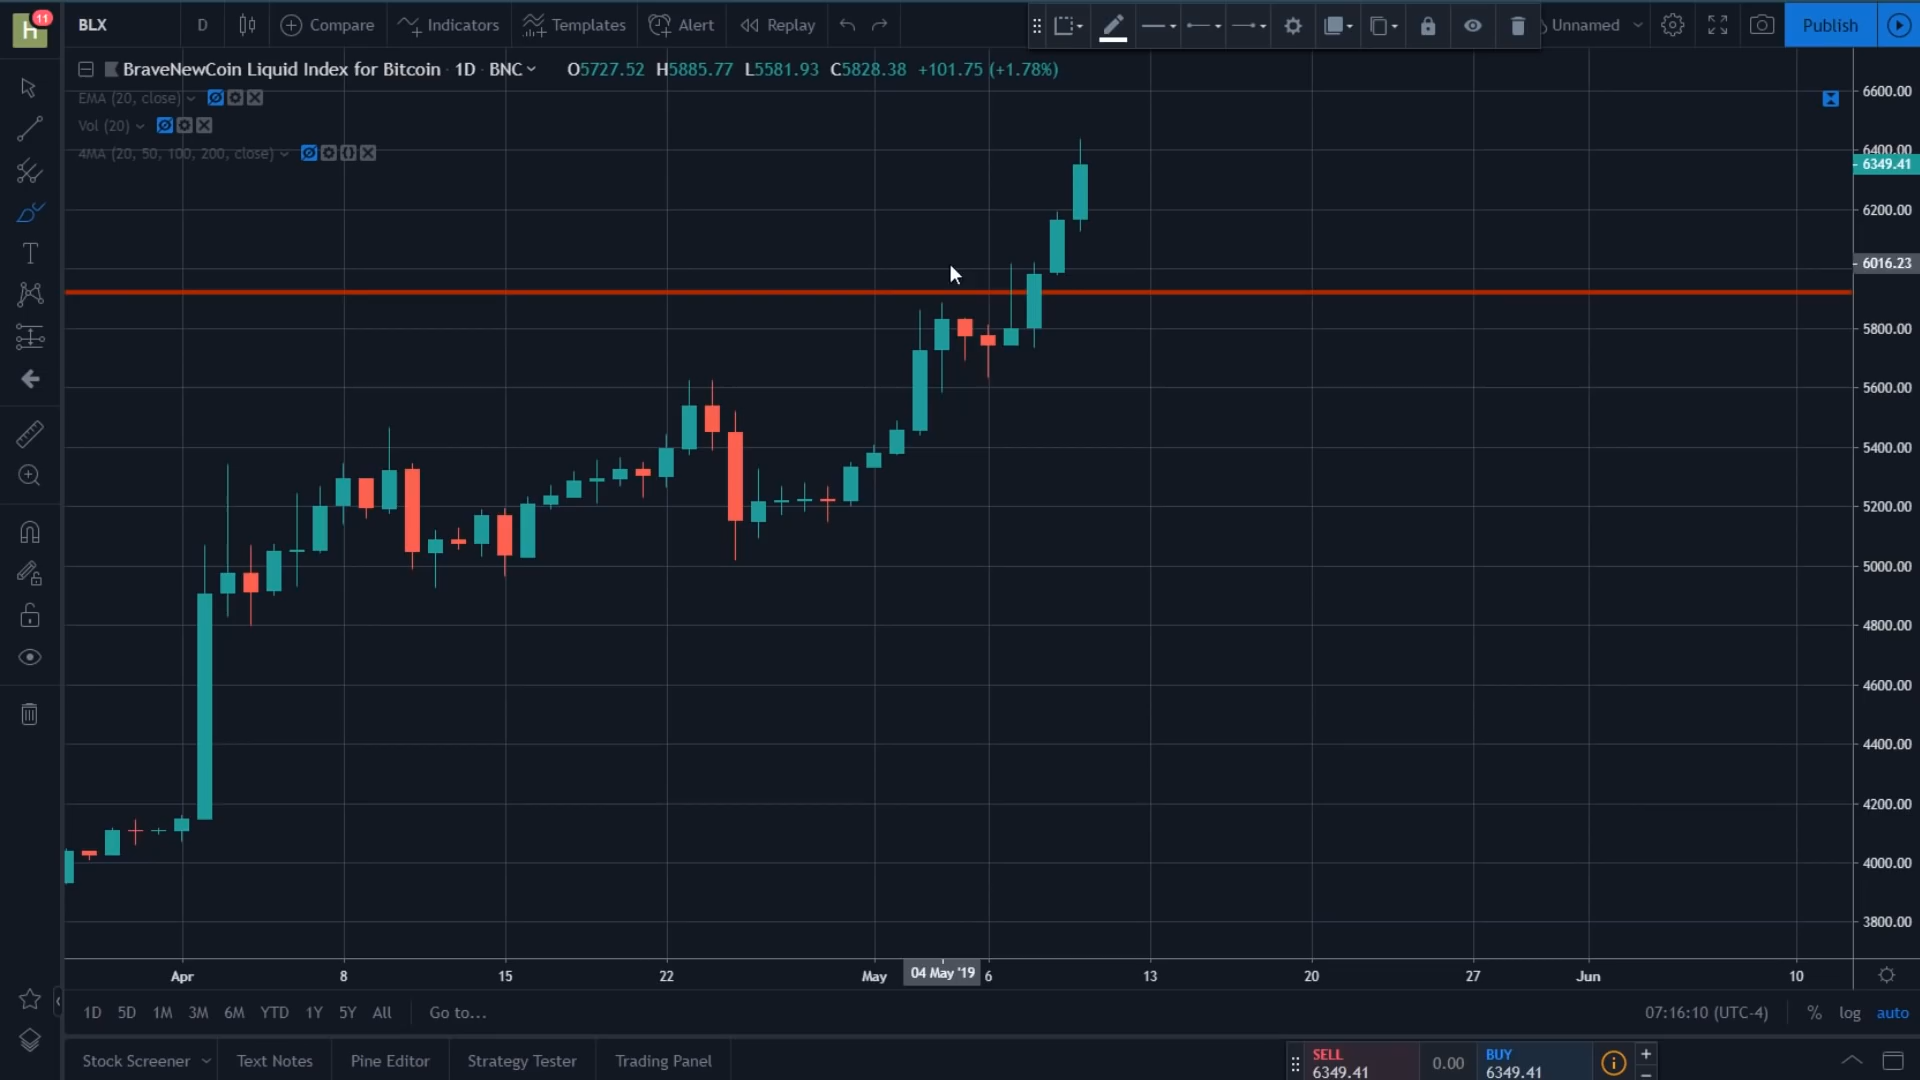 h 11 BLX D Compare Indicators Templates Alert Replay Unnamed Publish
BraveNewCoin Liquid Index for Bitcoin · 1D · BNC O5727.52 H5885.77 L5581.93 C5828.38 +101.75 (+1.78%)
EMA (20, close)
Vol (20)
4MA (20, 50, 100, 200, close)
6600.00
6400.00
6349.41
6200.00
6016.23
5800.00
5600.00
5400.00
5200.00
5000.00
4800.00
4600.00
4400.00
4200.00
4000.00
3800.00
Apr 8 15 22 May 04 May '19 6 13 20 27 Jun 10
1D 5D 1M 3M 6M YTD 1Y 5Y All Go to... 07:16:10 (UTC-4) % log auto
Stock Screener Text Notes Pine Editor Strategy Tester Trading Panel
SELL
6349.41
0.00
BUY
6349.41